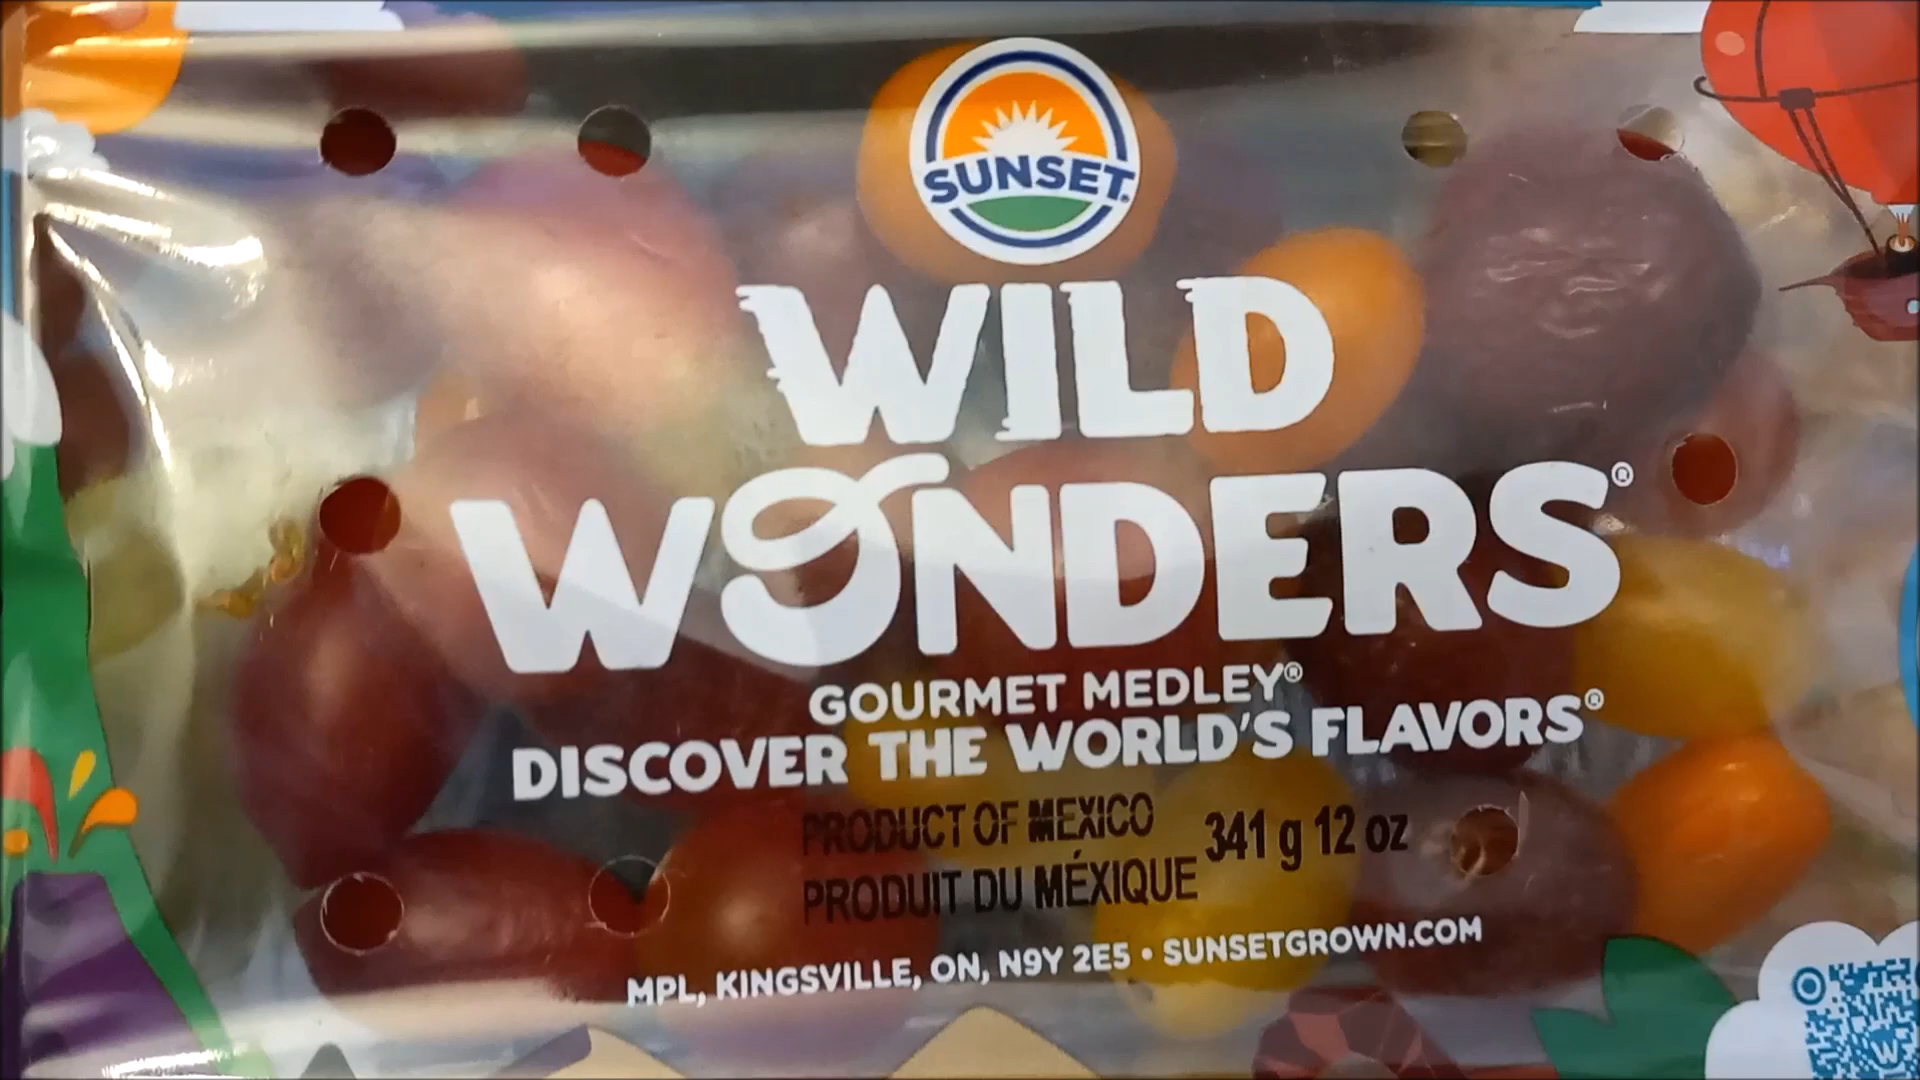 SUNSET
WILD
WONDERS®
GOURMET MEDLEY®
DISCOVER THE WORLD'S FLAVORS®
PRODUCT OF MEXICO
PRODUIT DU MÉXIQUE
341 g 12 oz
MPL, KINGSVILLE, ON, N9Y 2E5 • SUNSETGROWN.COM
W